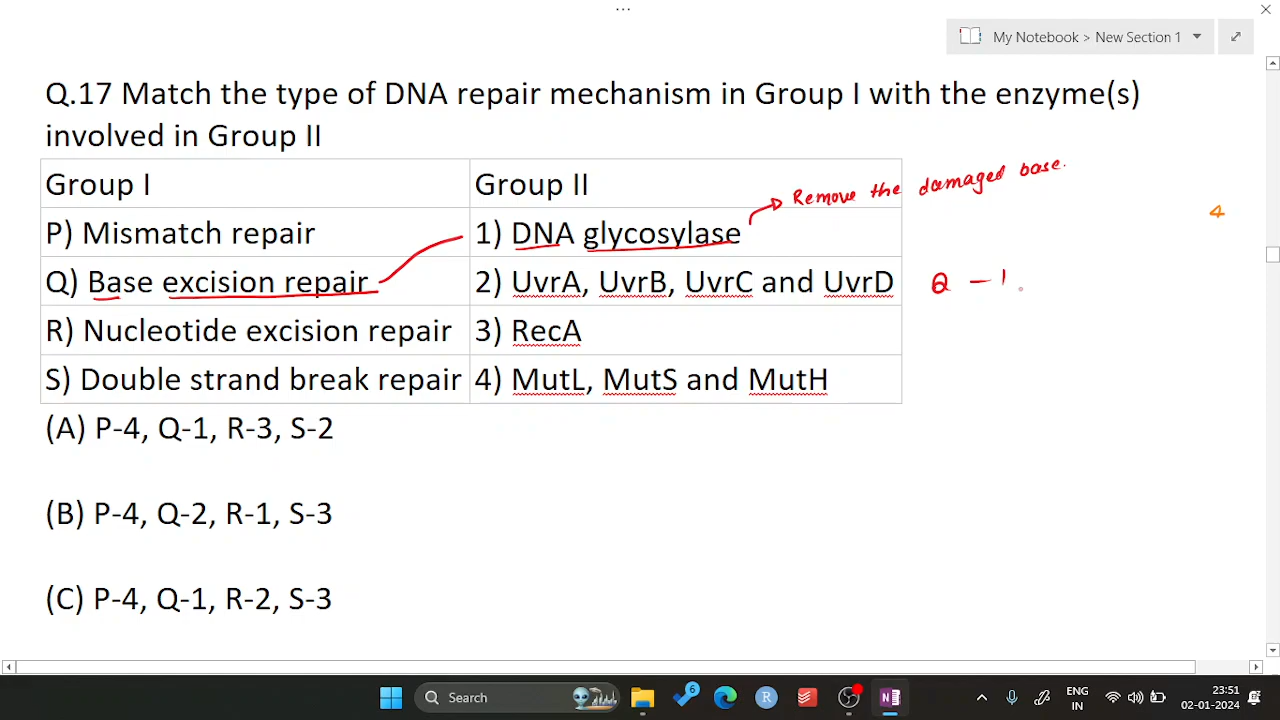 ...
My Notebook > New Section 1
Q.17 Match the type of DNA repair mechanism in Group I with the enzyme(s)
involved in Group II
Group I Group II
Remove the damaged base.
P) Mismatch repair 1) DNA glycosylase
4
Q) Base excision repair 2) UvrA, UvrB, UvrC and UvrD
Q - 1
R) Nucleotide excision repair 3) RecA
S) Double strand break repair 4) MutL, MutS and MutH
(A) P-4, Q-1, R-3, S-2
(B) P-4, Q-2, R-1, S-3
(C) P-4, Q-1, R-2, S-3
Search
6
R
N
ENG
IN
23:51
02-01-2024